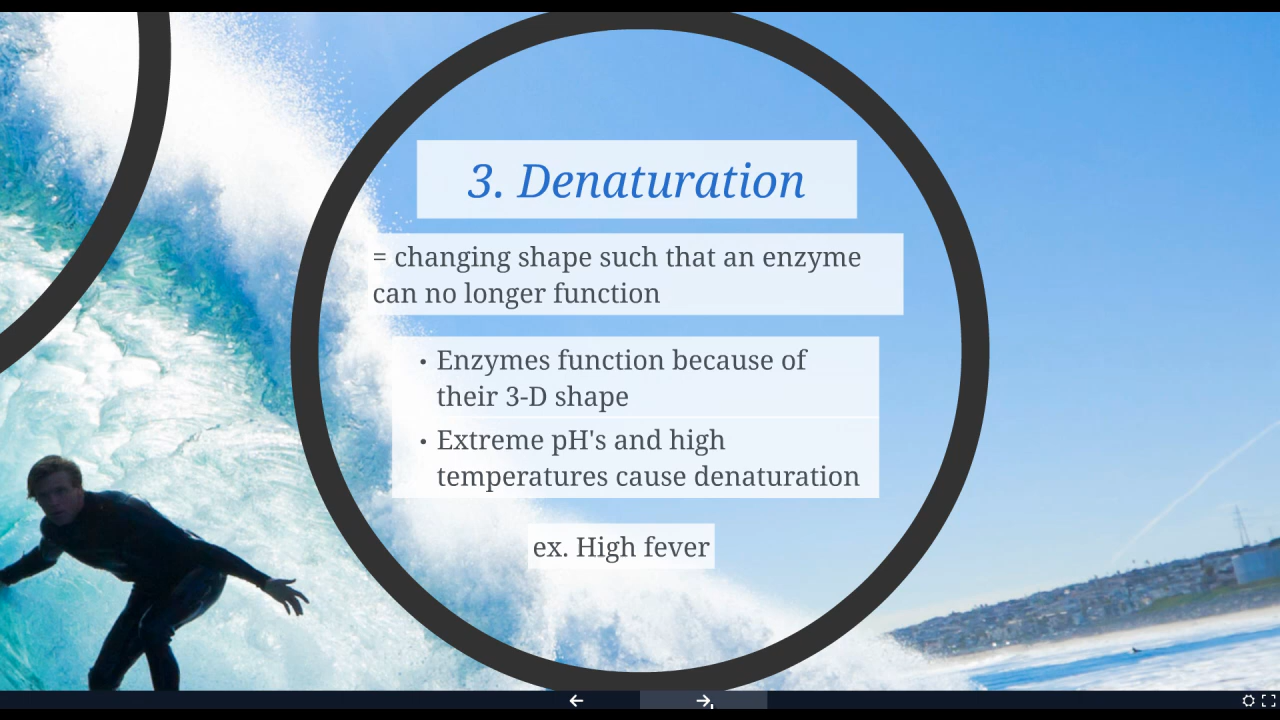 3. Denaturation
= changing shape such that an enzyme
can no longer function
• Enzymes function because of
their 3-D shape
• Extreme pH's and high
temperatures cause denaturation
ex. High fever